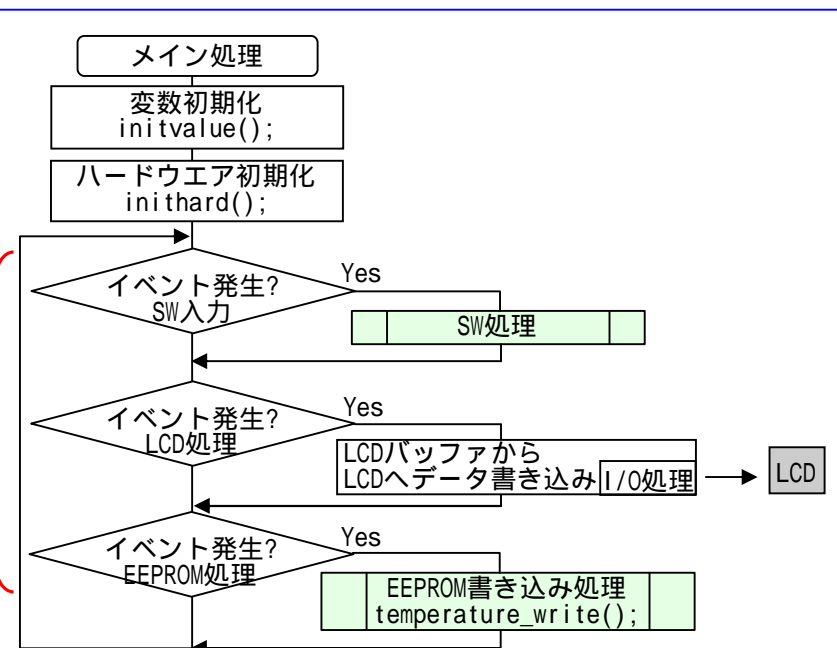 メイン処理
変数初期化
initvalue();
ハードウエア初期化
inithard();
イベント発生?
SW入力
Yes
SW処理
イベント発生?
LCD処理
Yes
LCDバッファから
LCDへデータ書き込み I/O処理
LCD
イベント発生?
EEPROM処理
Yes
EEPROM書き込み処理
temperature_write();